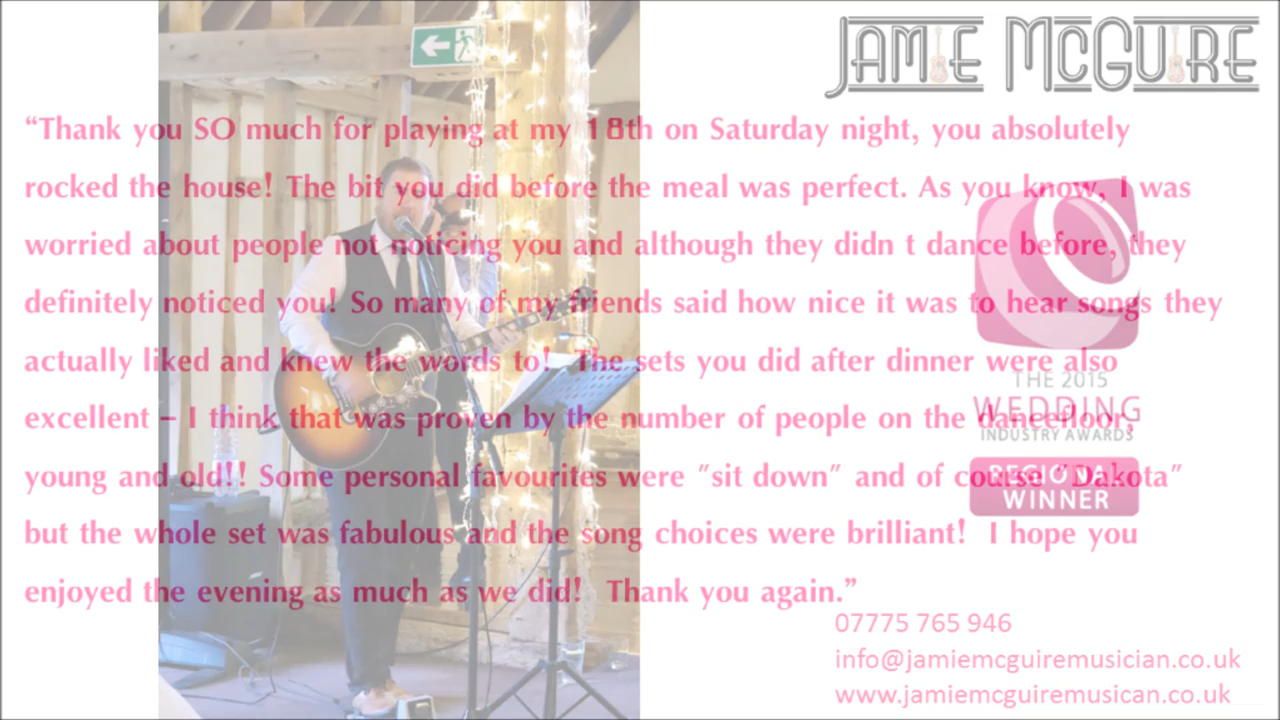 JAMIE McGUIRE
“Thank you SO much for playing at my 18th on Saturday night, you absolutely
rocked the house! The bit you did before the meal was perfect. As you know, I was
worried about people not noticing you and although they didn t dance before, they
definitely noticed you! So many of my friends said how nice it was to hear songs they
actually liked and knew the words to! The sets you did after dinner were also
excellent – I think that was proven by the number of people on the dancefloor,
young and old!! Some personal favourites were ”sit down” and of course ”Dakota”
but the whole set was fabulous and the song choices were brilliant! I hope you
enjoyed the evening as much as we did! Thank you again.”
THE 2015
WEDDING
INDUSTRY AWARDS
REGIONAL
WINNER
07775 765 946
info@jamiemcguiremusician.co.uk
www.jamiemcguiremusican.co.uk